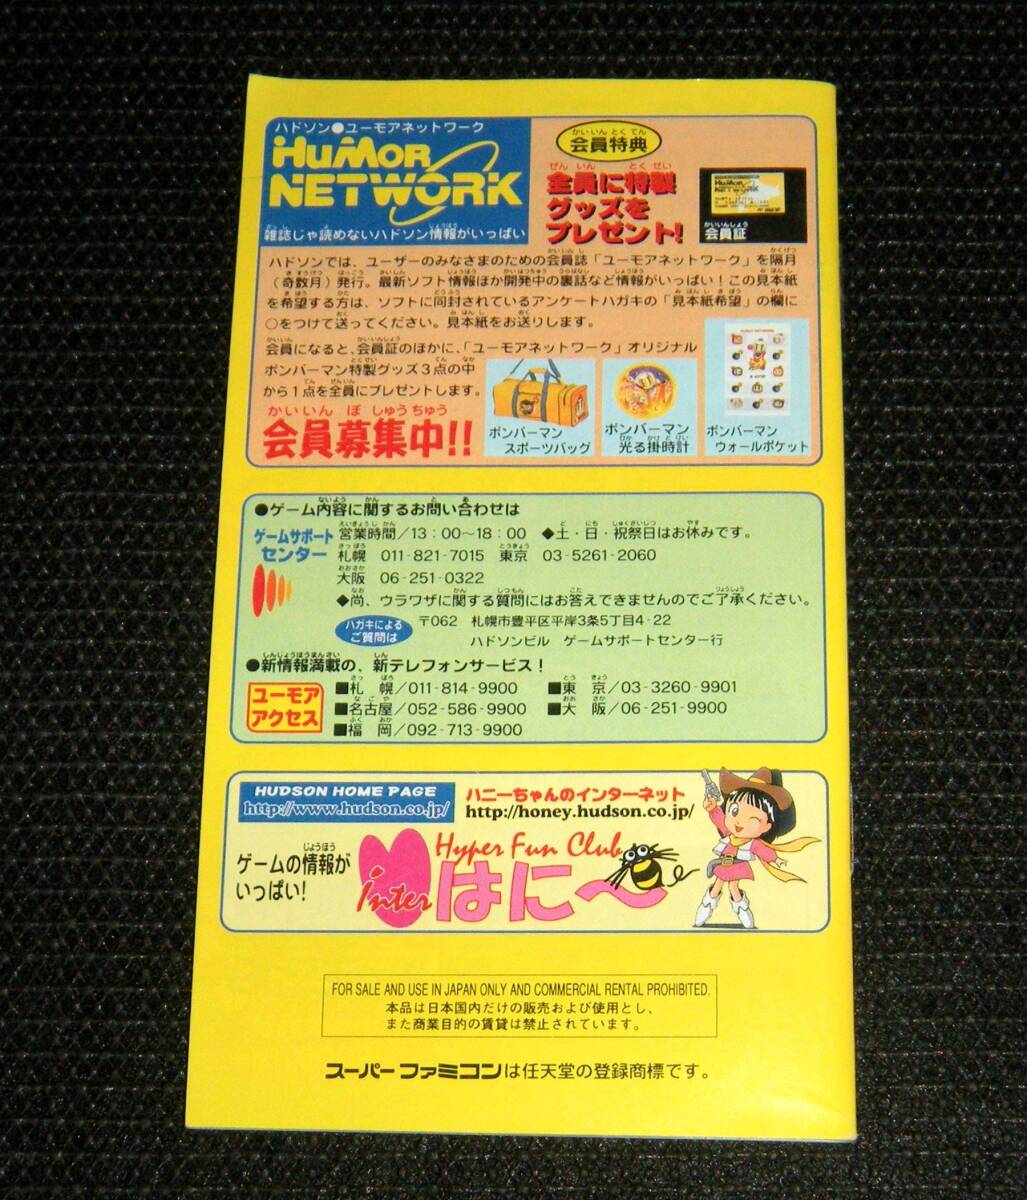 ハドソン●ユーモアネットワーク
HuMor
NETWORK
雑誌じゃ読めないハドソン情報がいっぱい
会員特典
全員に特製
グッズを
プレゼント!
会員証
ハドソンでは、ユーザーのみなさまのための会員誌「ユーモアネットワーク」を隔月
（奇数月）発行。最新ソフト情報ほか開発中の裏話など情報がいっぱい！この見本紙
を希望する方は、ソフトに同封されているアンケートハガキの「見本紙希望」の欄に
○をつけて送ってください。見本紙をお送りします。
会員になると、会員証のほかに、「ユーモアネットワーク」オリジナル
ボンバーマン特製グッズ３点の中
から１点を全員にプレゼントします。
会員募集中!!
ボンバーマン
スポーツバッグ
ボンバーマン
光る掛時計
ボンバーマン
ウォールポケット
●ゲーム内容に関するお問い合わせは
ゲームサポート
センター
営業時間／13：00〜18：00　◆土・日・祝祭日はお休みです。
札幌　011-821-7015　東京　03-5261-2060
大阪　06-251-0322
◆尚、ウラワザに関する質問にはお答えできませんのでご了承ください。
ハガキによる
ご質問は
〒062　札幌市豊平区平岸3条5丁目4-22
ハドソンビル　ゲームサポートセンター行
●新情報満載の、新テレフォンサービス！
ユーモア
アクセス
■札　幌／011-814-9900　■東　京／03-3260-9901
■名古屋／052-586-9900　■大　阪／06-251-9900
■福　岡／092-713-9900
HUDSON HOME PAGE
http://www.hudson.co.jp/
ハニーちゃんのインターネット
http://honey.hudson.co.jp/
ゲームの情報が
いっぱい!
Hyper Fun Club
inter はに〜
FOR SALE AND USE IN JAPAN ONLY AND COMMERCIAL RENTAL PROHIBITED.
本品は日本国内だけの販売および使用とし、
また商業目的の賃貸は禁止されています。
スーパーファミコンは任天堂の登録商標です。